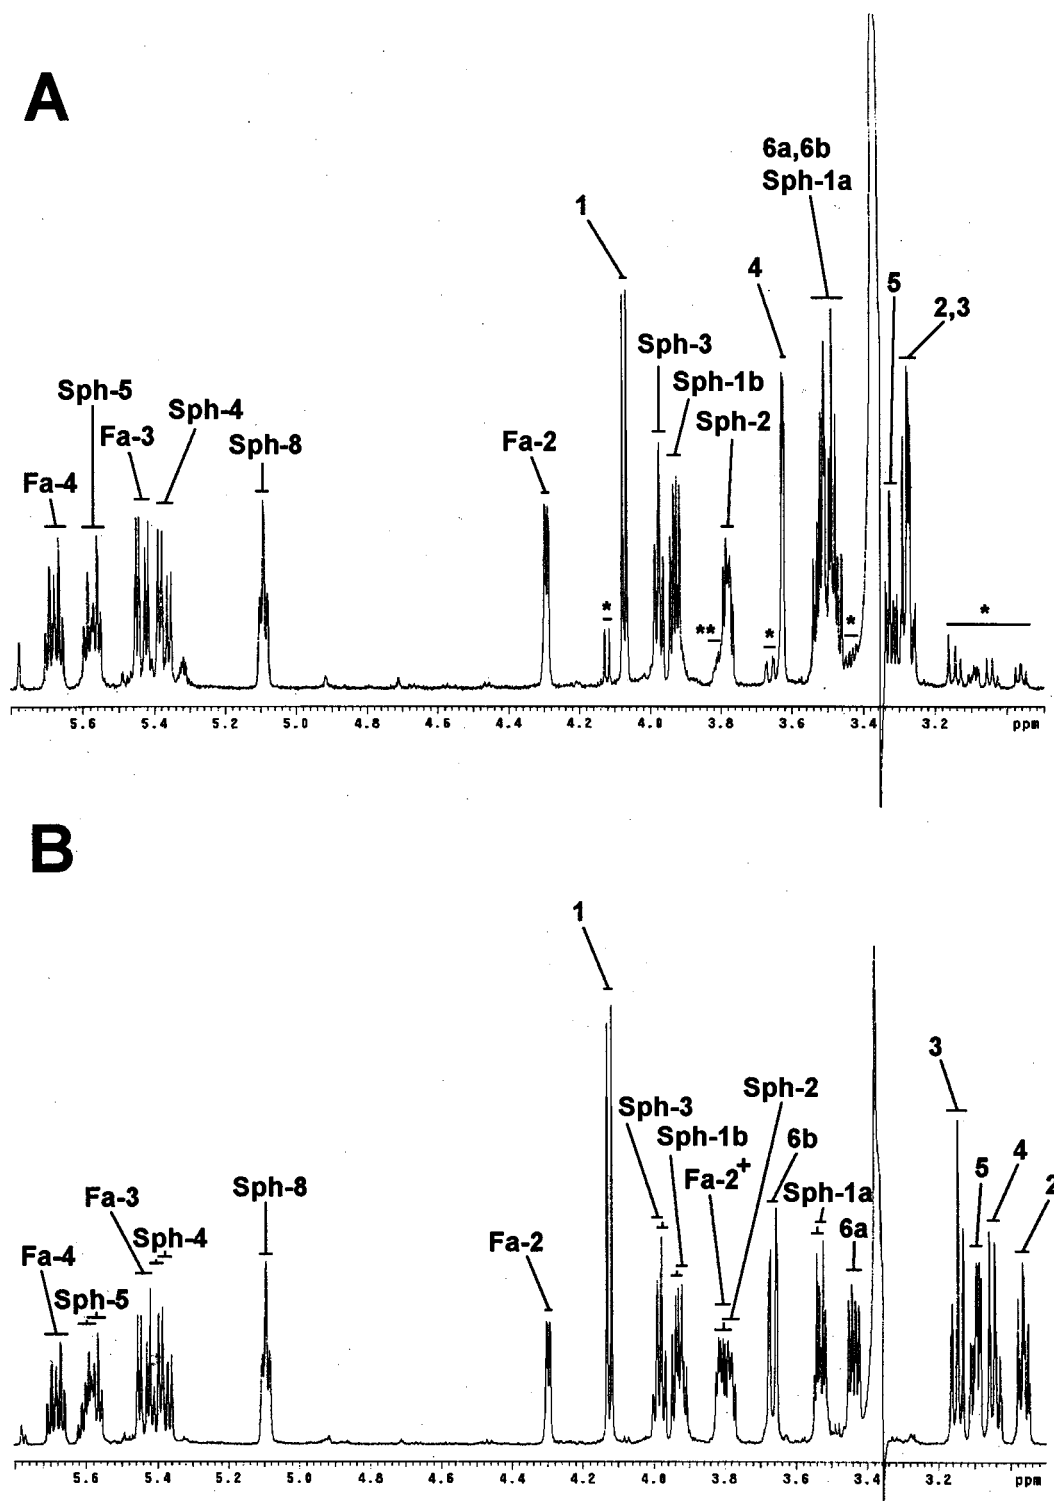 A
6a,6b
Sph-1a
1
4
5
2,3
Sph-3
Sph-1b
Sph-2
Sph-5
Sph-4
Fa-3
Sph-8
Fa-2
Fa-4
*
**
*
*
*
5.6 5.4 5.2 5.0 4.8 4.6 4.4 4.2 4.0 3.8 3.6 3.4 3.2 ppm
B
1
3
Sph-2
Sph-3
Sph-1b
6b
4
5
Fa-2+
Sph-1a
2
Fa-3
Sph-8
6a
Sph-4
Fa-2
Fa-4
Sph-5
5.6 5.4 5.2 5.0 4.8 4.6 4.4 4.2 4.0 3.8 3.6 3.4 3.2 ppm